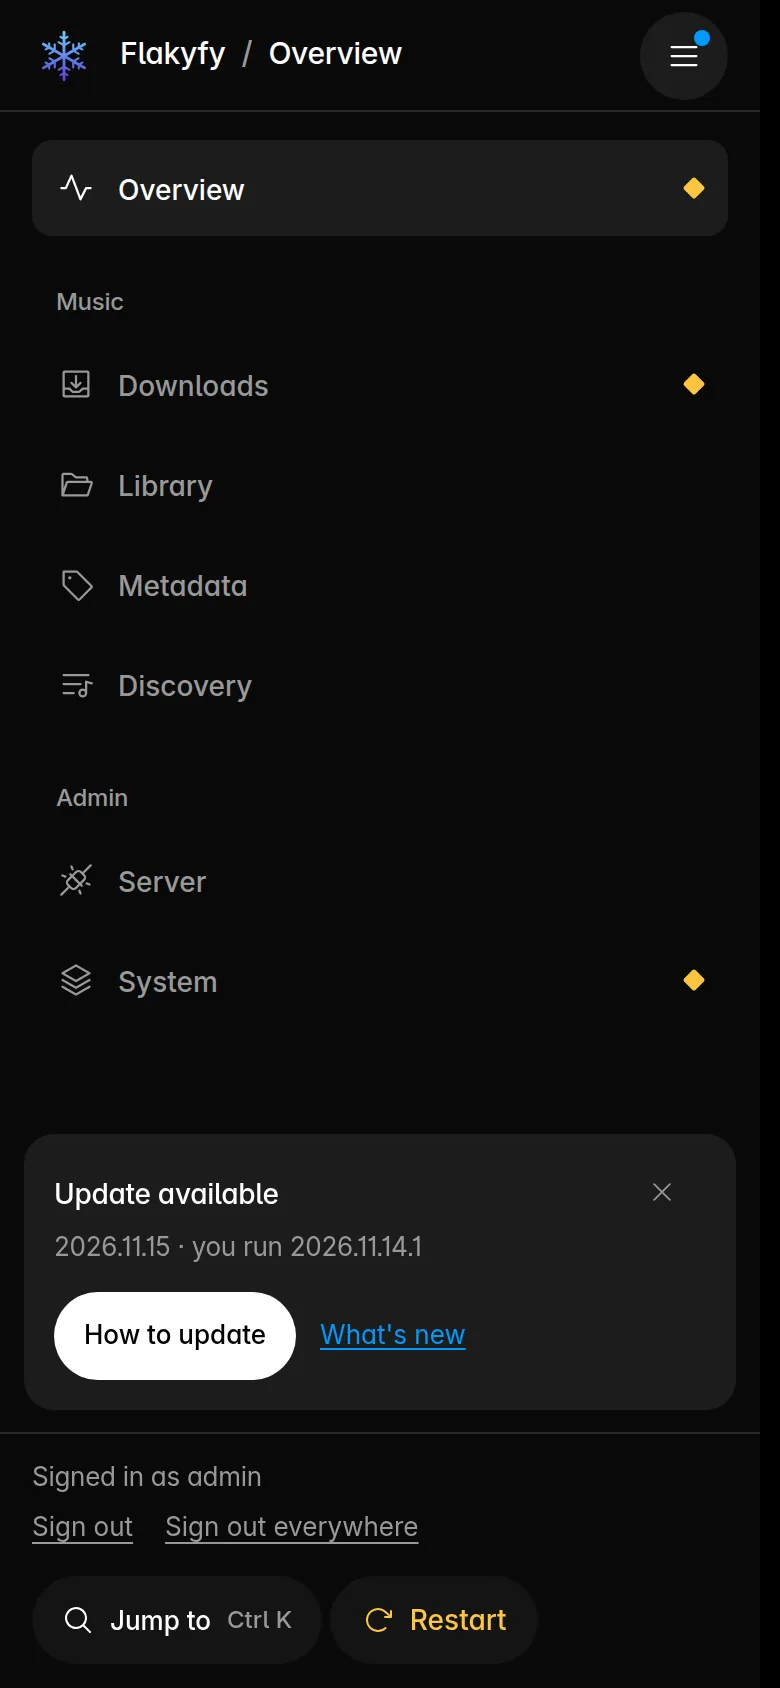 Flakyfy / Overview
Overview
Music
Downloads
Library
Metadata
Discovery
Admin
Server
System
Update available
2026.11.15 · you run 2026.11.14.1
How to update What's new
Signed in as admin
Sign out Sign out everywhere
Jump to Ctrl K Restart